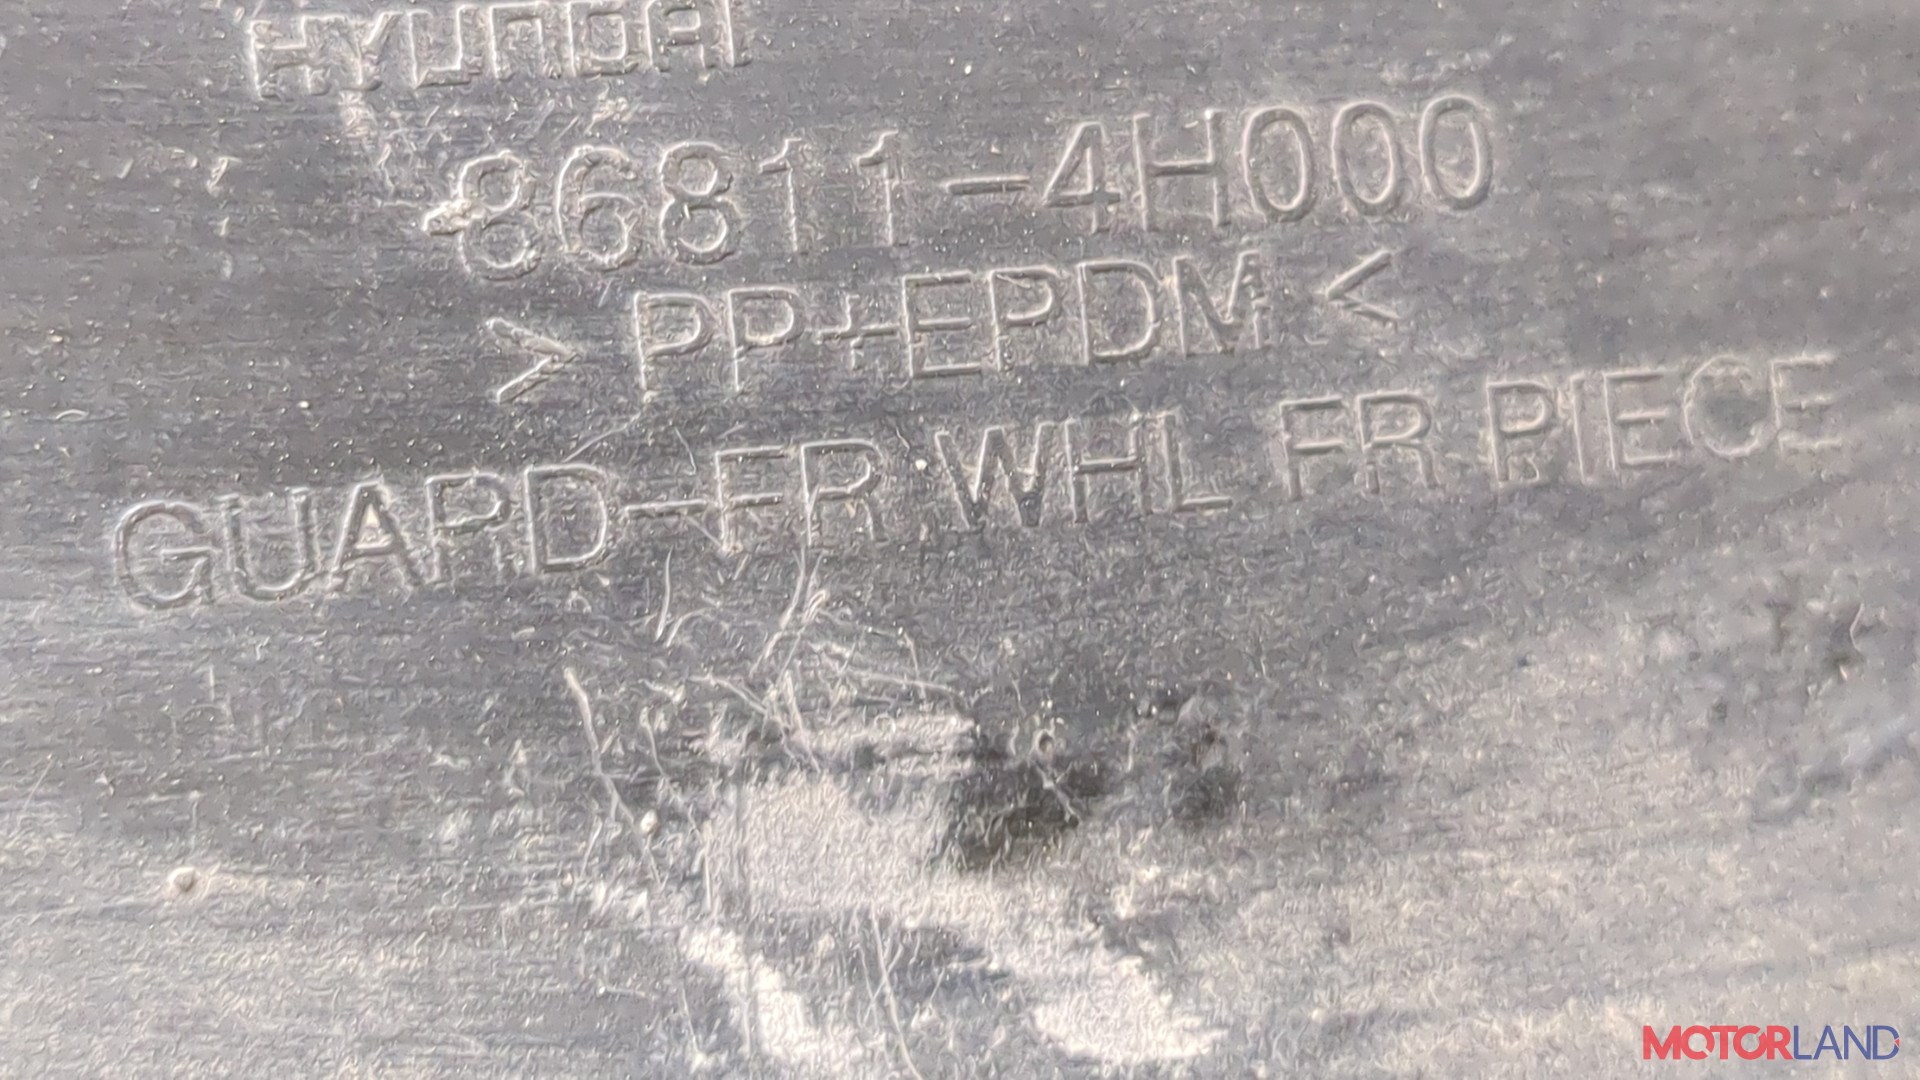 HYUNDAI
86811-4H000
>PP+EPDM<
GUARD-FR WHL FR PIECE
MOTORLAND